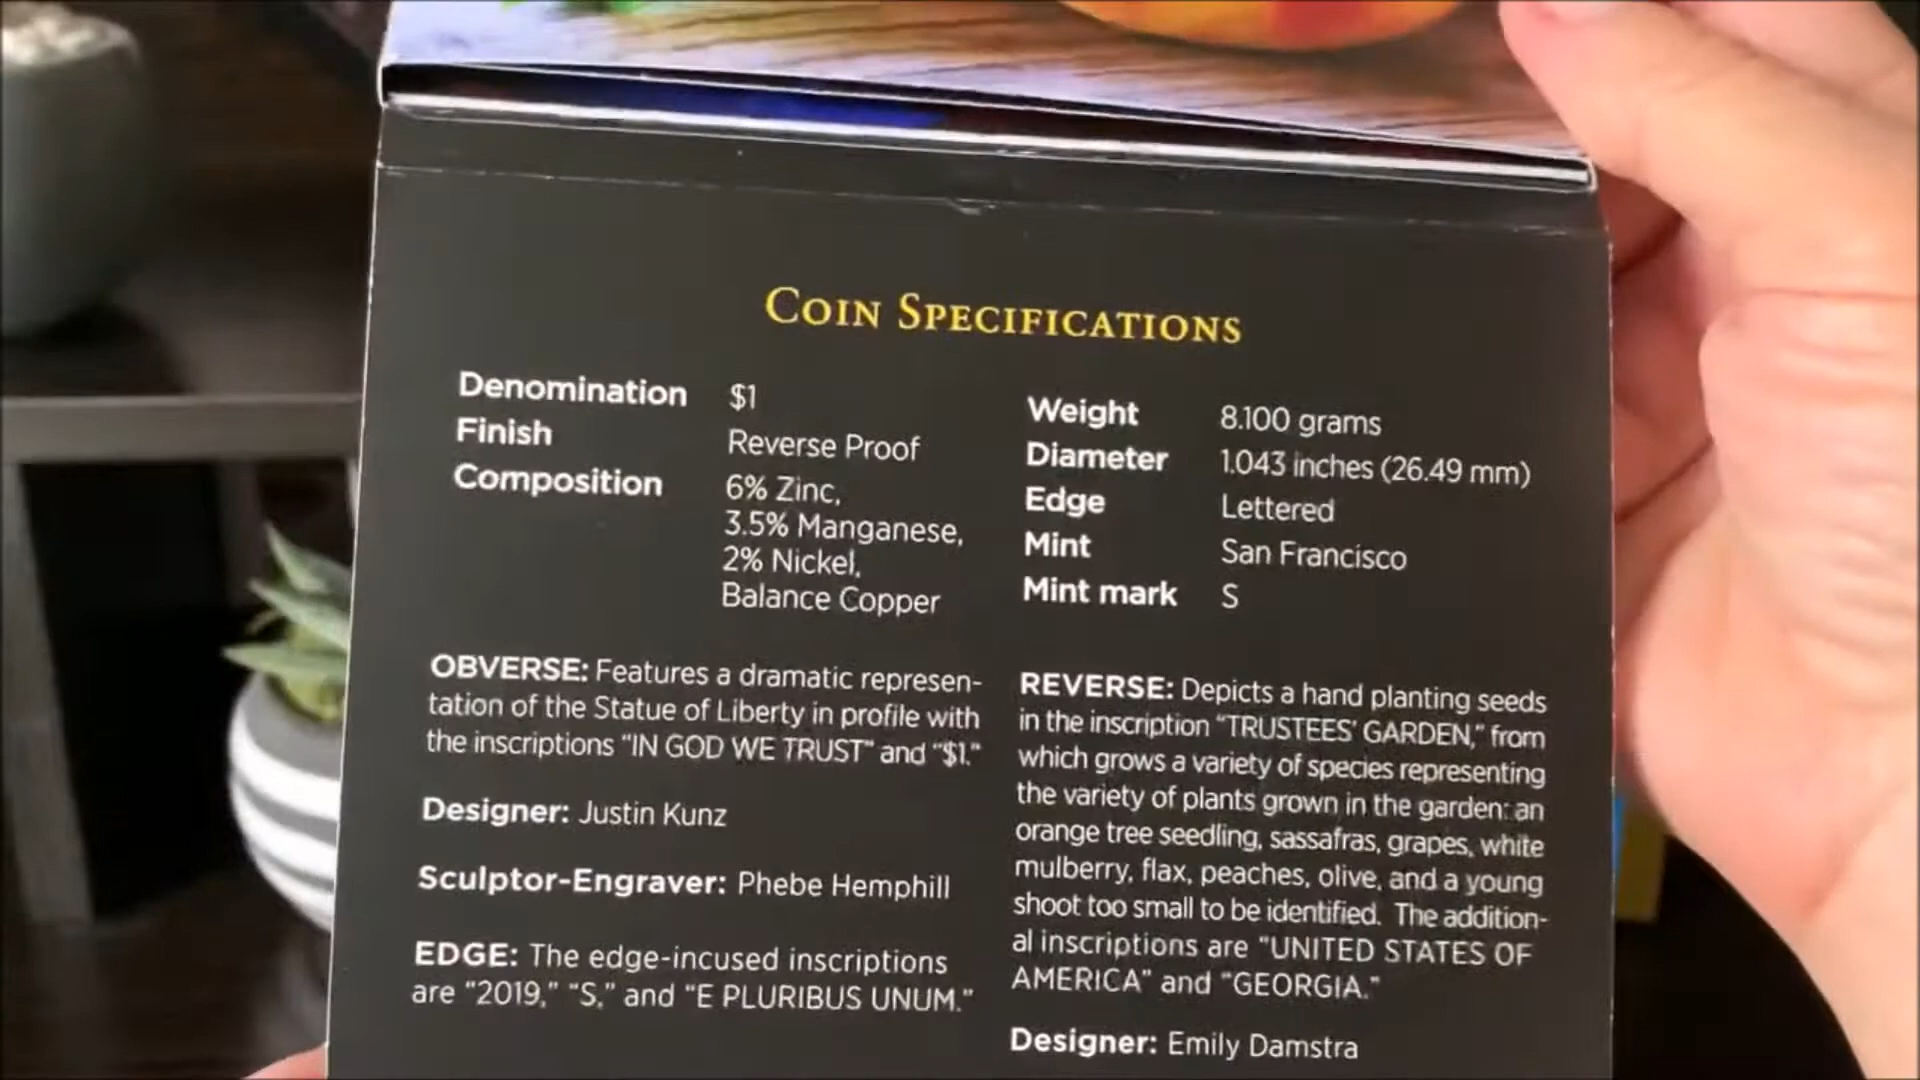 COIN SPECIFICATIONS
Denomination $1
Finish Reverse Proof
Composition 6% Zinc,
3.5% Manganese,
2% Nickel,
Balance Copper
Weight 8.100 grams
Diameter 1.043 inches (26.49 mm)
Edge Lettered
Mint San Francisco
Mint mark S
OBVERSE: Features a dramatic represen-
tation of the Statue of Liberty in profile with
the inscriptions "IN GOD WE TRUST" and "$1."
Designer: Justin Kunz
Sculptor-Engraver: Phebe Hemphill
EDGE: The edge-incused inscriptions
are "2019," "S," and "E PLURIBUS UNUM."
REVERSE: Depicts a hand planting seeds
in the inscription "TRUSTEES' GARDEN," from
which grows a variety of species representing
the variety of plants grown in the garden: an
orange tree seedling, sassafras, grapes, white
mulberry, flax, peaches, olive, and a young
shoot too small to be identified. The addition-
al inscriptions are "UNITED STATES OF
AMERICA" and "GEORGIA."
Designer: Emily Damstra